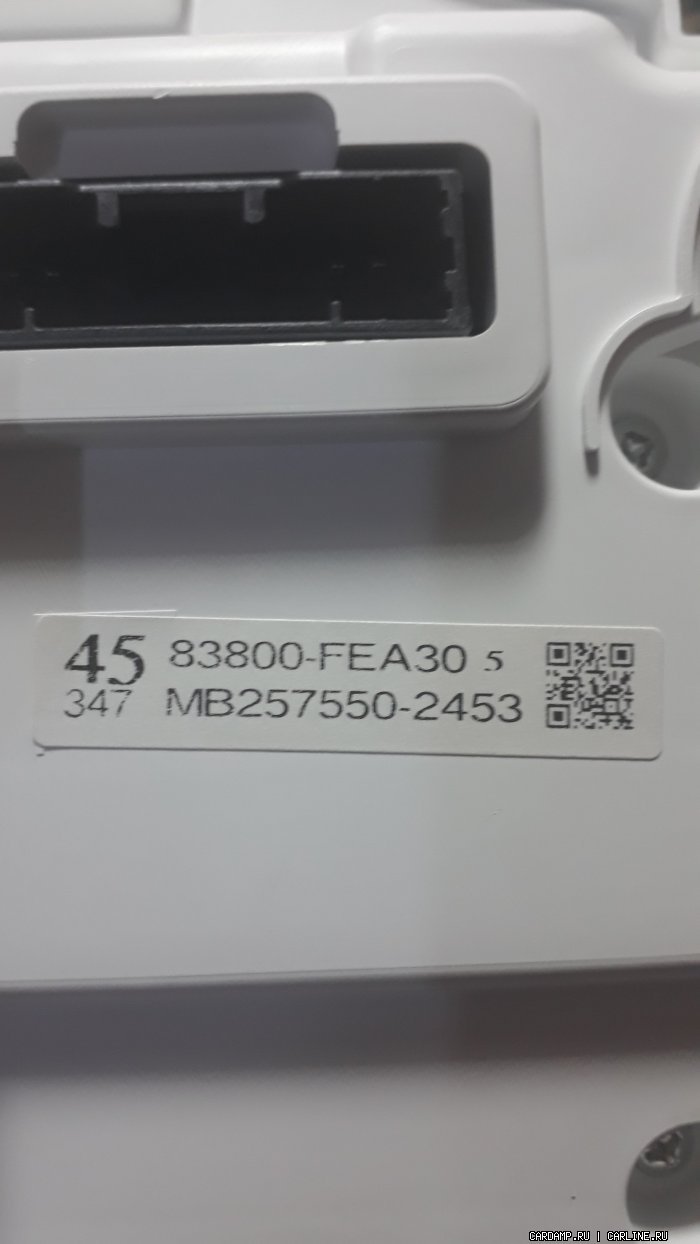 45 83800-FEA30 5
347 MB257550-2453
CARDAMP.RU | CARLINE.RU